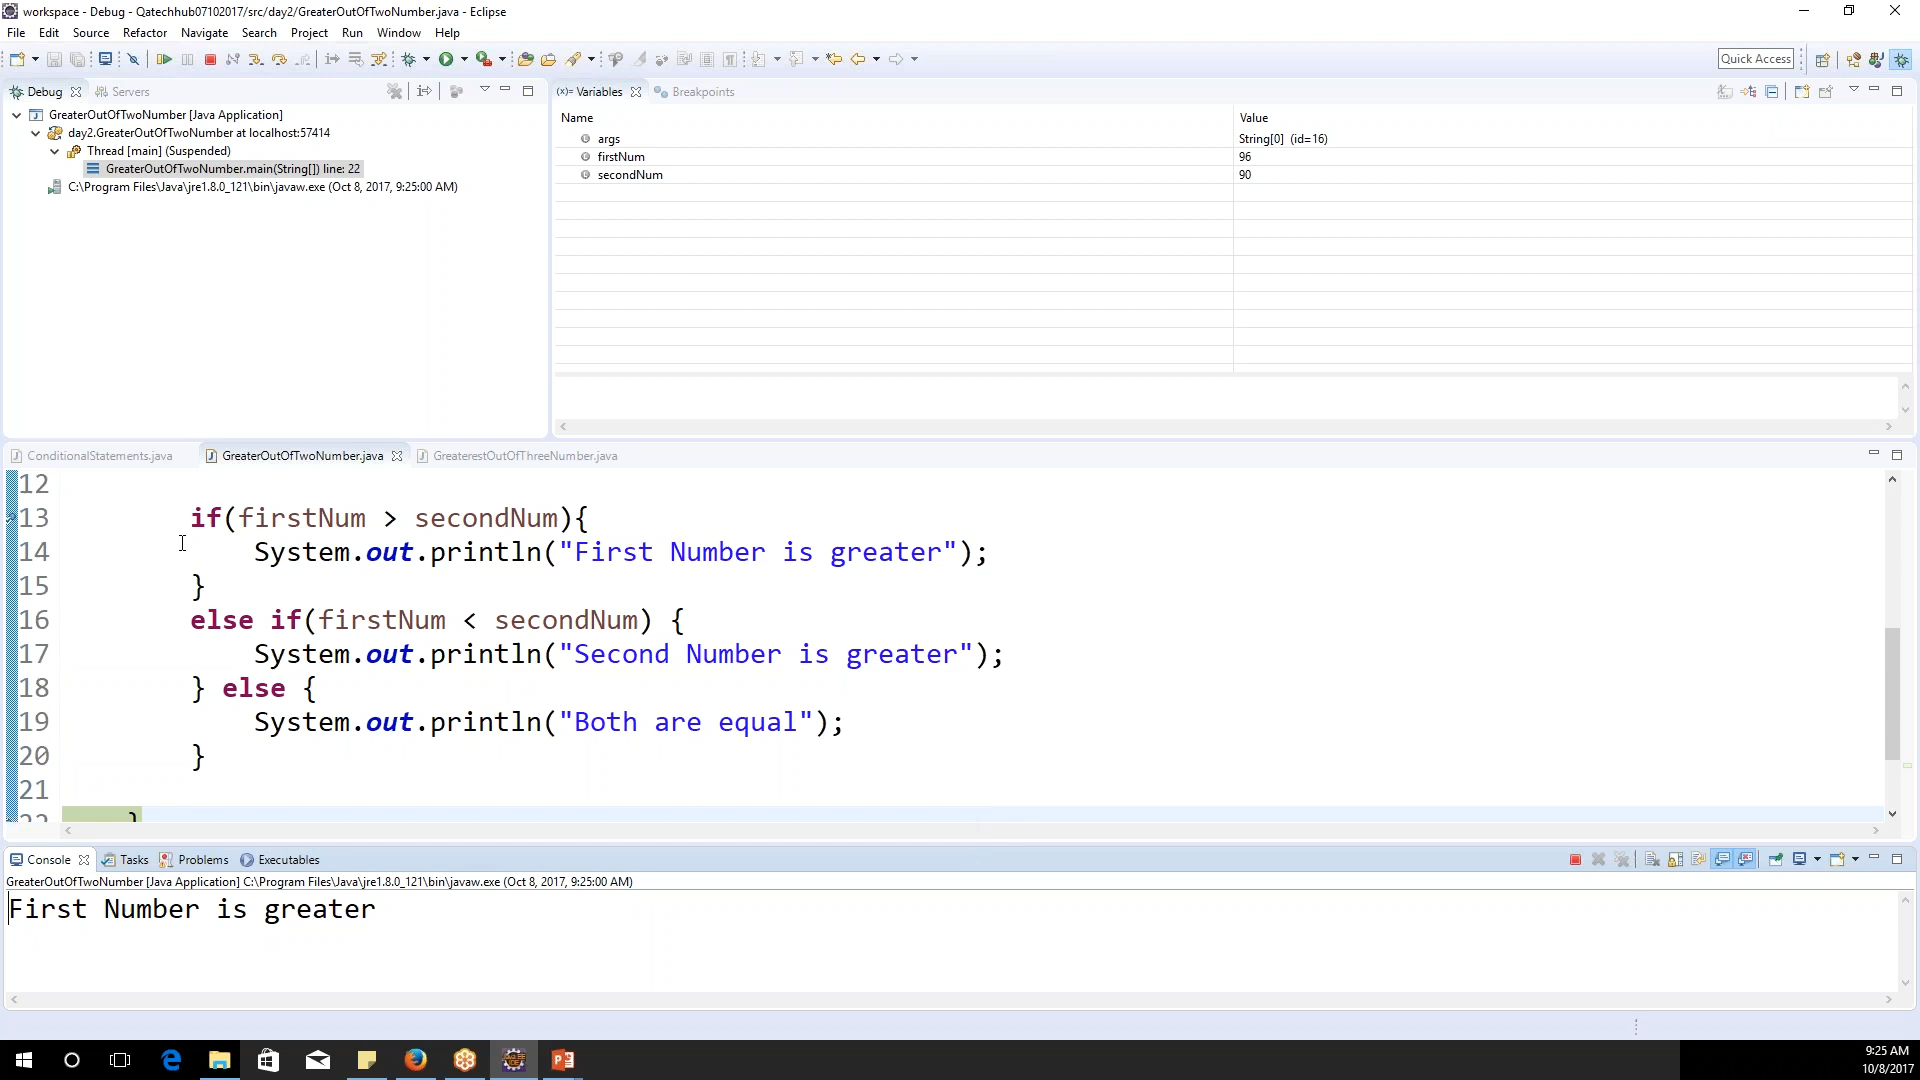 workspace - Debug - Qatechhub07102017/src/day2/GreaterOutOfTwoNumber.java - Eclipse
File Edit Source Refactor Navigate Search Project Run Window Help
Quick Access
Debug Servers
GreaterOutOfTwoNumber [Java Application]
day2.GreaterOutOfTwoNumber at localhost:57414
Thread [main] (Suspended)
GreaterOutOfTwoNumber.main(String[]) line: 22
C:\Program Files\Java\jre1.8.0_121\bin\javaw.exe (Oct 8, 2017, 9:25:00 AM)
(x)= Variables Breakpoints
Name Value
args String[0] (id=16)
firstNum 96
secondNum 90
ConditionalStatements.java GreaterOutOfTwoNumber.java GreaterestOutOfThreeNumber.java
12
13 if(firstNum > secondNum){
14 System.out.println("First Number is greater");
15 }
16 else if(firstNum < secondNum) {
17 System.out.println("Second Number is greater");
18 } else {
19 System.out.println("Both are equal");
20 }
21
22 }
Console Tasks Problems Executables
GreaterOutOfTwoNumber [Java Application] C:\Program Files\Java\jre1.8.0_121\bin\javaw.exe (Oct 8, 2017, 9:25:00 AM)
First Number is greater
9:25 AM
10/8/2017